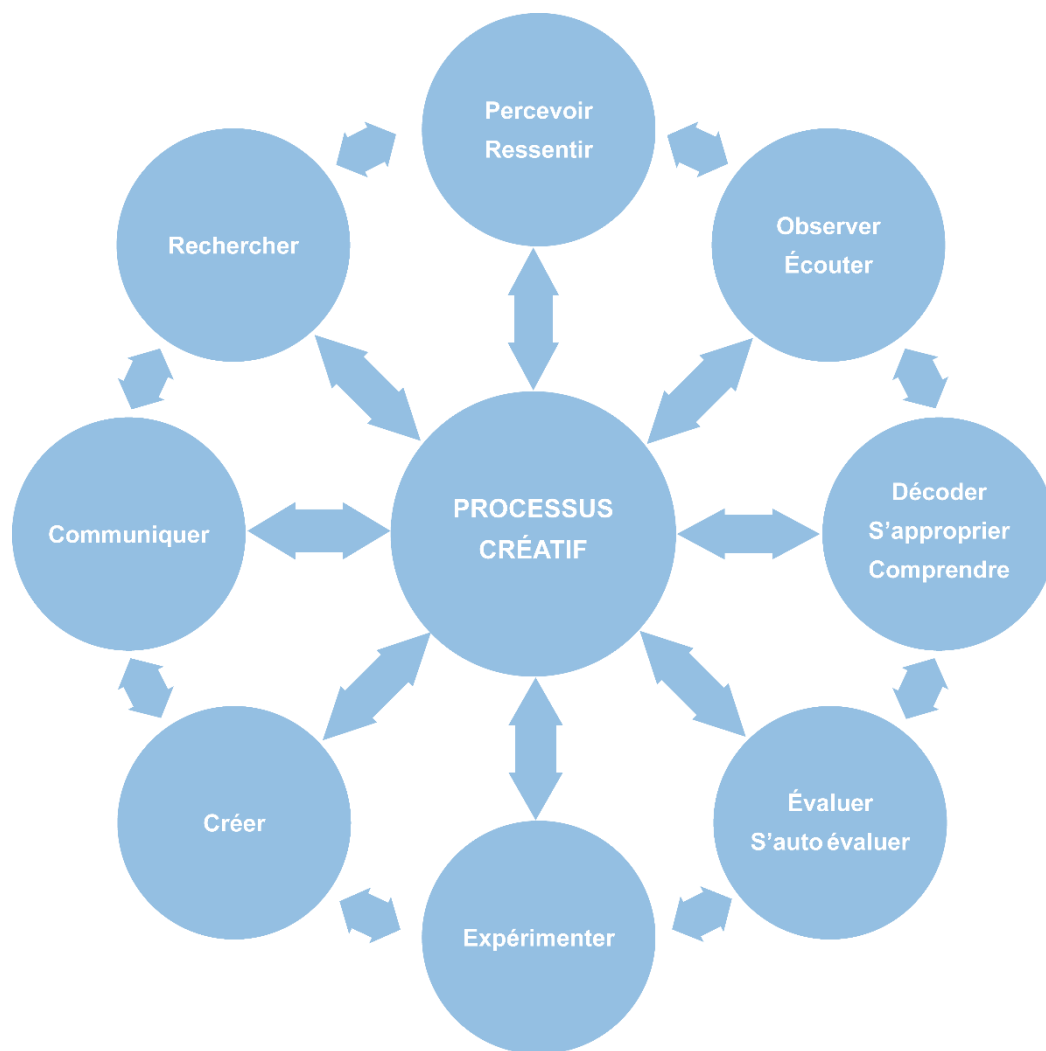 Percevoir
Ressentir
Observer
Écouter
Rechercher
Décoder
S’approprier
Comprendre
PROCESSUS
CRÉATIF
Communiquer
Évaluer
S’auto évaluer
Créer
Expérimenter